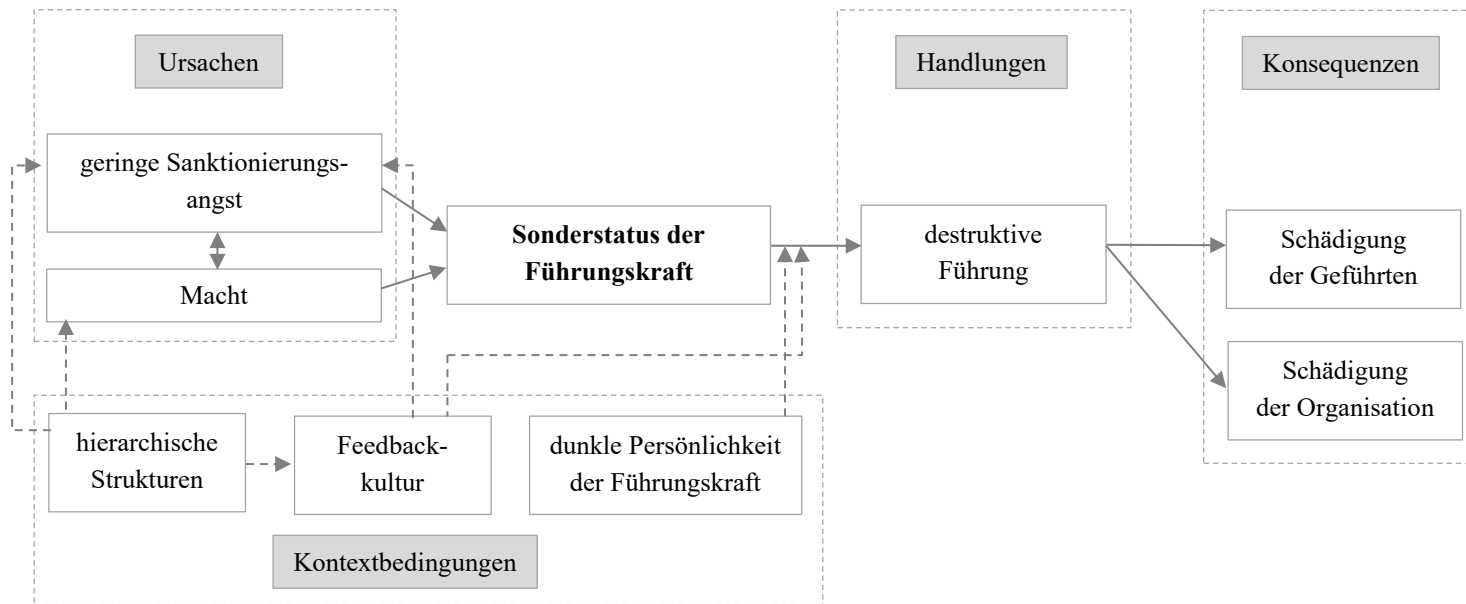 Ursachen
geringe Sanktionierungs-
angst
Macht
Sonderstatus der
Führungskraft
Handlungen
destruktive
Führung
Konsequenzen
Schädigung
der Geführten
Schädigung
der Organisation
hierarchische
Strukturen
Feedback-
kultur
dunkle Persönlichkeit
der Führungskraft
Kontextbedingungen